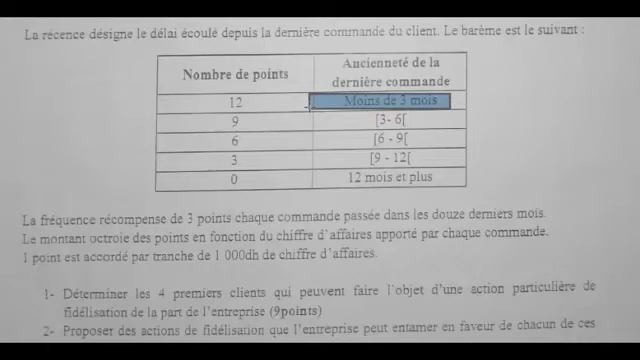 La récence désigne le délai écoulé depuis la dernière commande du client. Le barème est le suivant :
Nombre de points
Ancienneté de la
dernière commande
12
Moins de 3 mois
9
[3- 6[
6
[6 - 9[
3
[9 - 12[
0
12 mois et plus
La fréquence récompense de 3 points chaque commande passée dans les douze derniers mois.
Le montant octroie des points en fonction du chiffre d'affaires apporté par chaque commande.
1 point est accordé par tranche de 1 000dh de chiffre d'affaires.
1- Déterminer les 4 premiers clients qui peuvent faire l'objet d'une action particulière de
fidélisation de la part de l'entreprise (9points)
2- Proposer des actions de fidélisation que l'entreprise peut entamer en faveur de chacun de ces